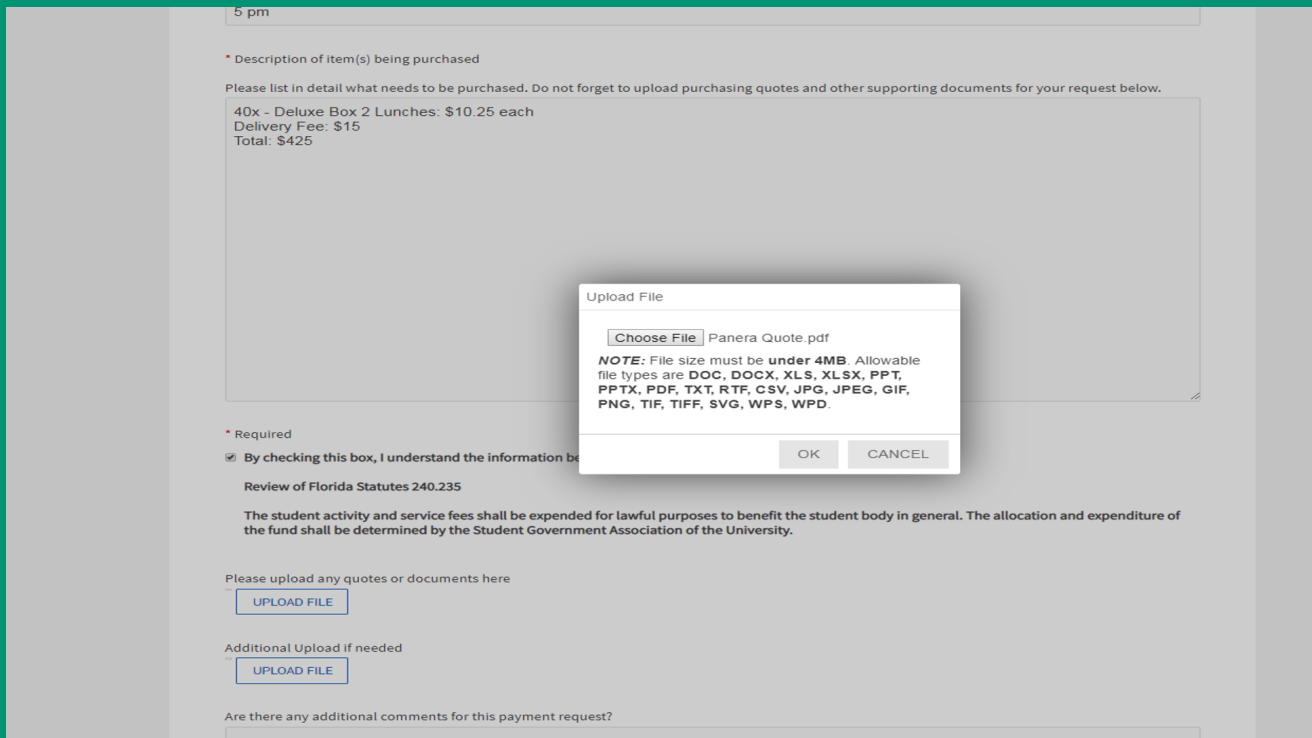 5 pm
* Description of item(s) being purchased
Please list in detail what needs to be purchased. Do not forget to upload purchasing quotes and other supporting documents for your request below.
40x - Deluxe Box 2 Lunches: $10.25 each
Delivery Fee: $15
Total: $425
Upload File
Choose File Panera Quote.pdf
NOTE: File size must be under 4MB. Allowable
file types are DOC, DOCX, XLS, XLSX, PPT,
PPTX, PDF, TXT, RTF, CSV, JPG, JPEG, GIF,
PNG, TIF, TIFF, SVG, WPS, WPD.
OK CANCEL
* Required
By checking this box, I understand the information
Review of Florida Statutes 240.235
The student activity and service fees shall be expended for lawful purposes to benefit the student body in general. The allocation and expenditure of
the fund shall be determined by the Student Government Association of the University.
Please upload any quotes or documents here
UPLOAD FILE
Additional Upload if needed
UPLOAD FILE
Are there any additional comments for this payment request?